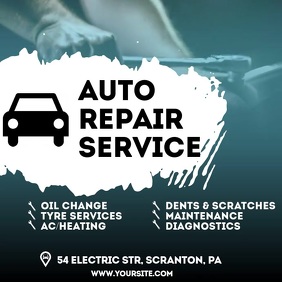 AUTO
REPAIR
SERVICE
OIL CHANGE
TYRE SERVICES
AC/HEATING
DENTS & SCRATCHES
MAINTENANCE
DIAGNOSTICS
54 ELECTRIC STR, SCRANTON, PA
WWW.YOURSITE.COM